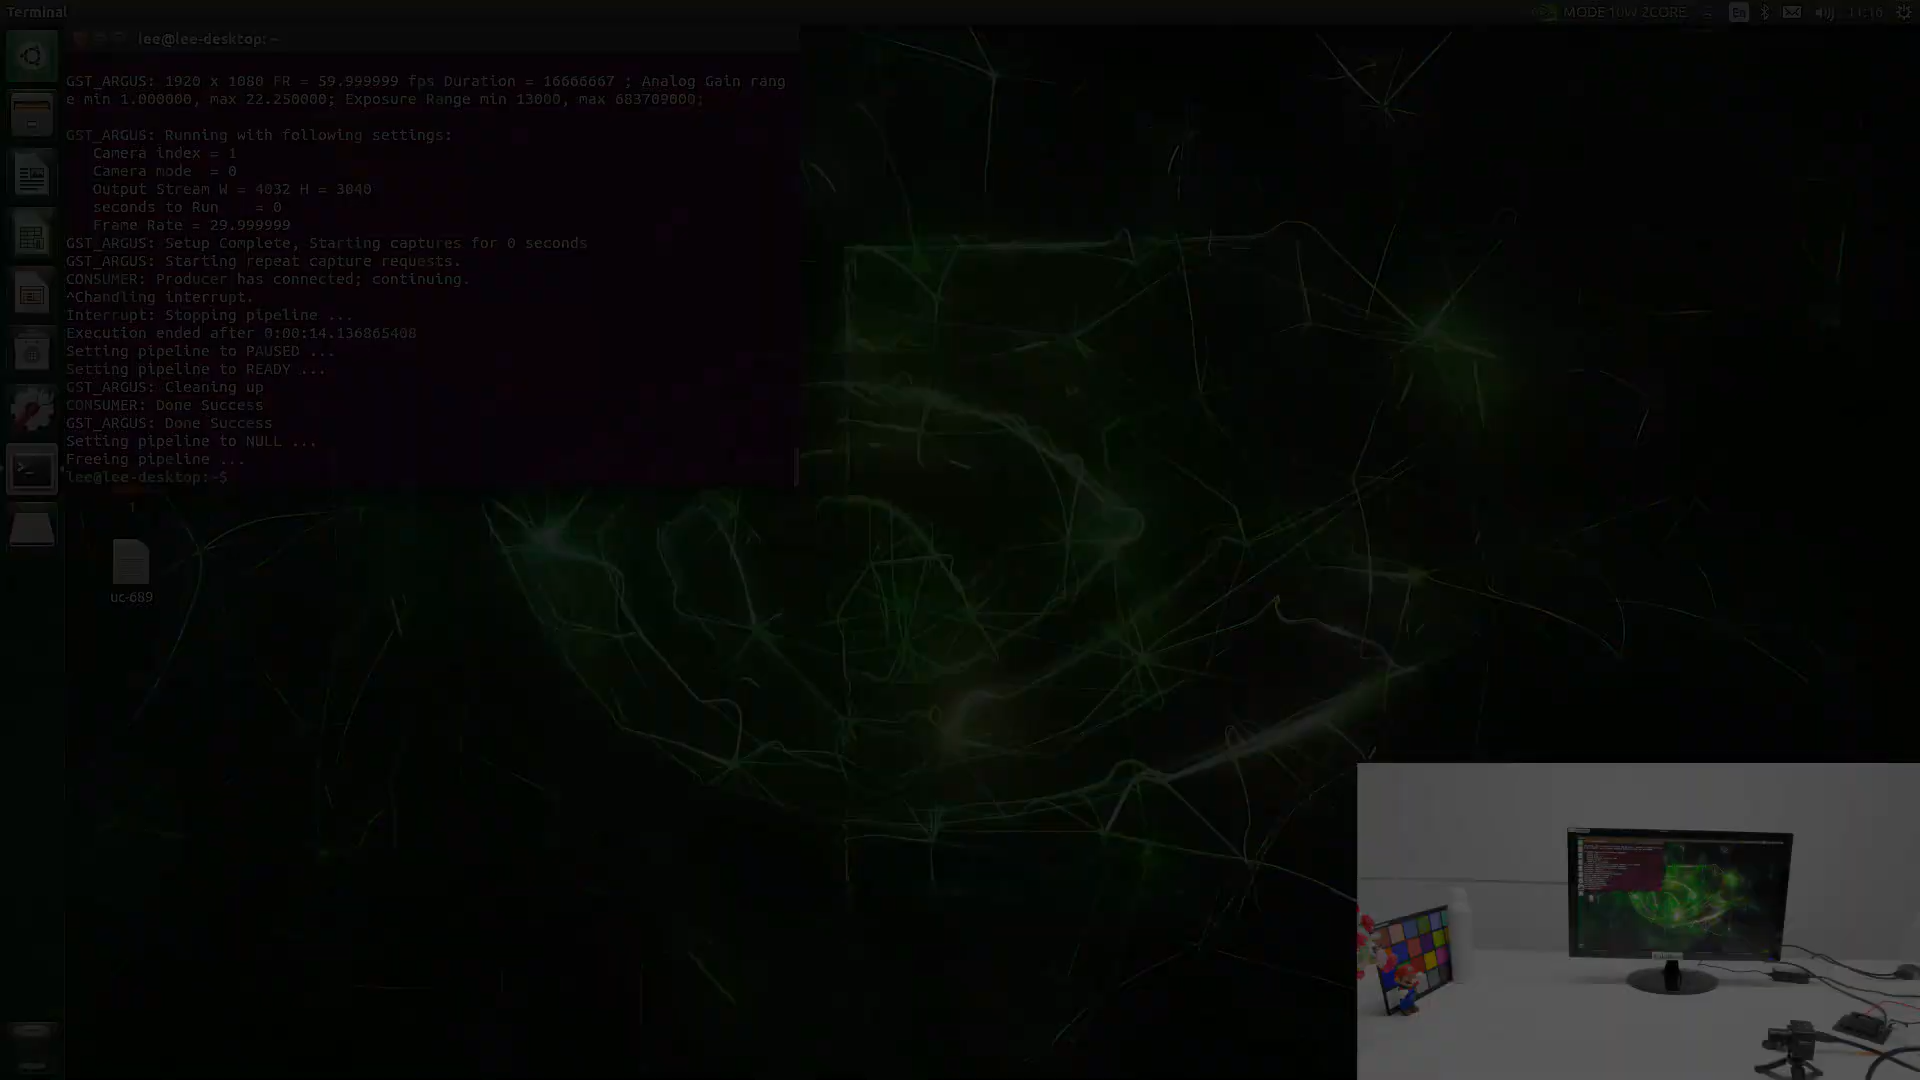 Terminal
MODE 10W 2CORE
En
11:16
lee@lee-desktop: ~
GST_ARGUS: 1920 x 1080 FR = 59.999999 fps Duration = 16666667 ; Analog Gain rang
e min 1.000000, max 22.250000; Exposure Range min 13000, max 683709000;
GST_ARGUS: Running with following settings:
Camera index = 1
Camera mode  = 0
Output Stream W = 4032 H = 3040
seconds to Run    = 0
Frame Rate = 29.999999
GST_ARGUS: Setup Complete, Starting captures for 0 seconds
GST_ARGUS: Starting repeat capture requests.
CONSUMER: Producer has connected; continuing.
^Chandling interrupt.
Interrupt: Stopping pipeline ...
Execution ended after 0:00:14.136865408
Setting pipeline to PAUSED ...
Setting pipeline to READY ...
GST_ARGUS: Cleaning up
CONSUMER: Done Success
GST_ARGUS: Done Success
Setting pipeline to NULL ...
Freeing pipeline ...
lee@lee-desktop:~$
1
uc-689